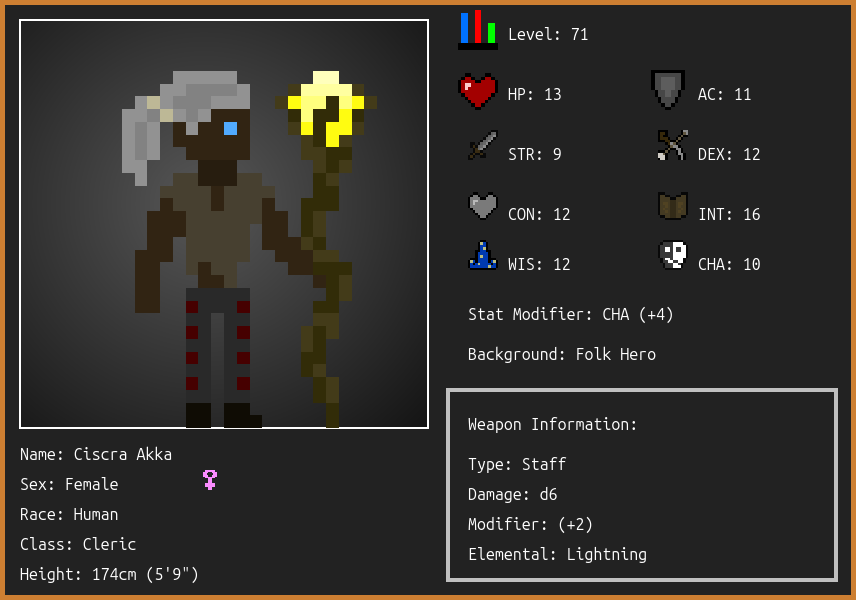 Level: 71
HP: 13
AC: 11
STR: 9
DEX: 12
CON: 12
INT: 16
WIS: 12
CHA: 10
Stat Modifier: CHA (+4)
Background: Folk Hero
Weapon Information:
Type: Staff
Damage: d6
Modifier: (+2)
Elemental: Lightning
Name: Ciscra Akka
Sex: Female
Race: Human
Class: Cleric
Height: 174cm (5'9")